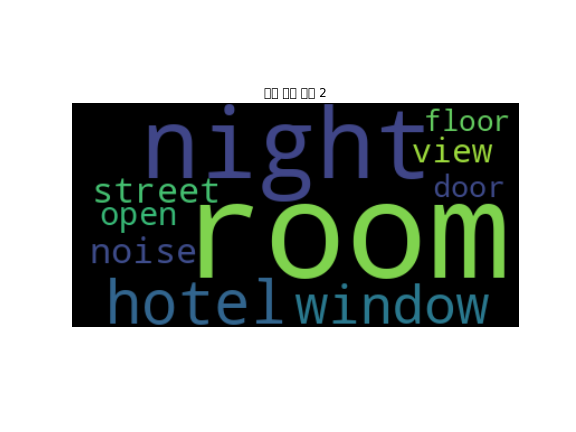 2
night
floor
view
street
door
open
room
noise
hotel
window